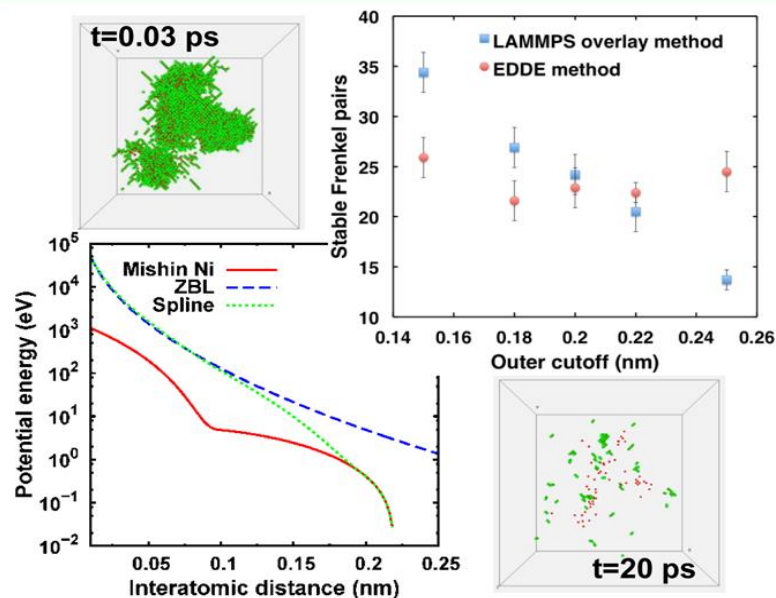 t=0.03 ps
LAMMPS overlay method
EDDE method
Stable Frenkel pairs
40
35
30
25
20
15
10
0.14
0.16
0.18
0.2
0.22
0.24
0.26
Outer cutoff (nm)
Mishin Ni
ZBL
Spline
Potential energy (eV)
10^5
10^4
10^3
10^2
10^1
10^0
10^-1
10^-2
0.05
0.1
0.15
0.2
0.25
Interatomic distance (nm)
t=20 ps